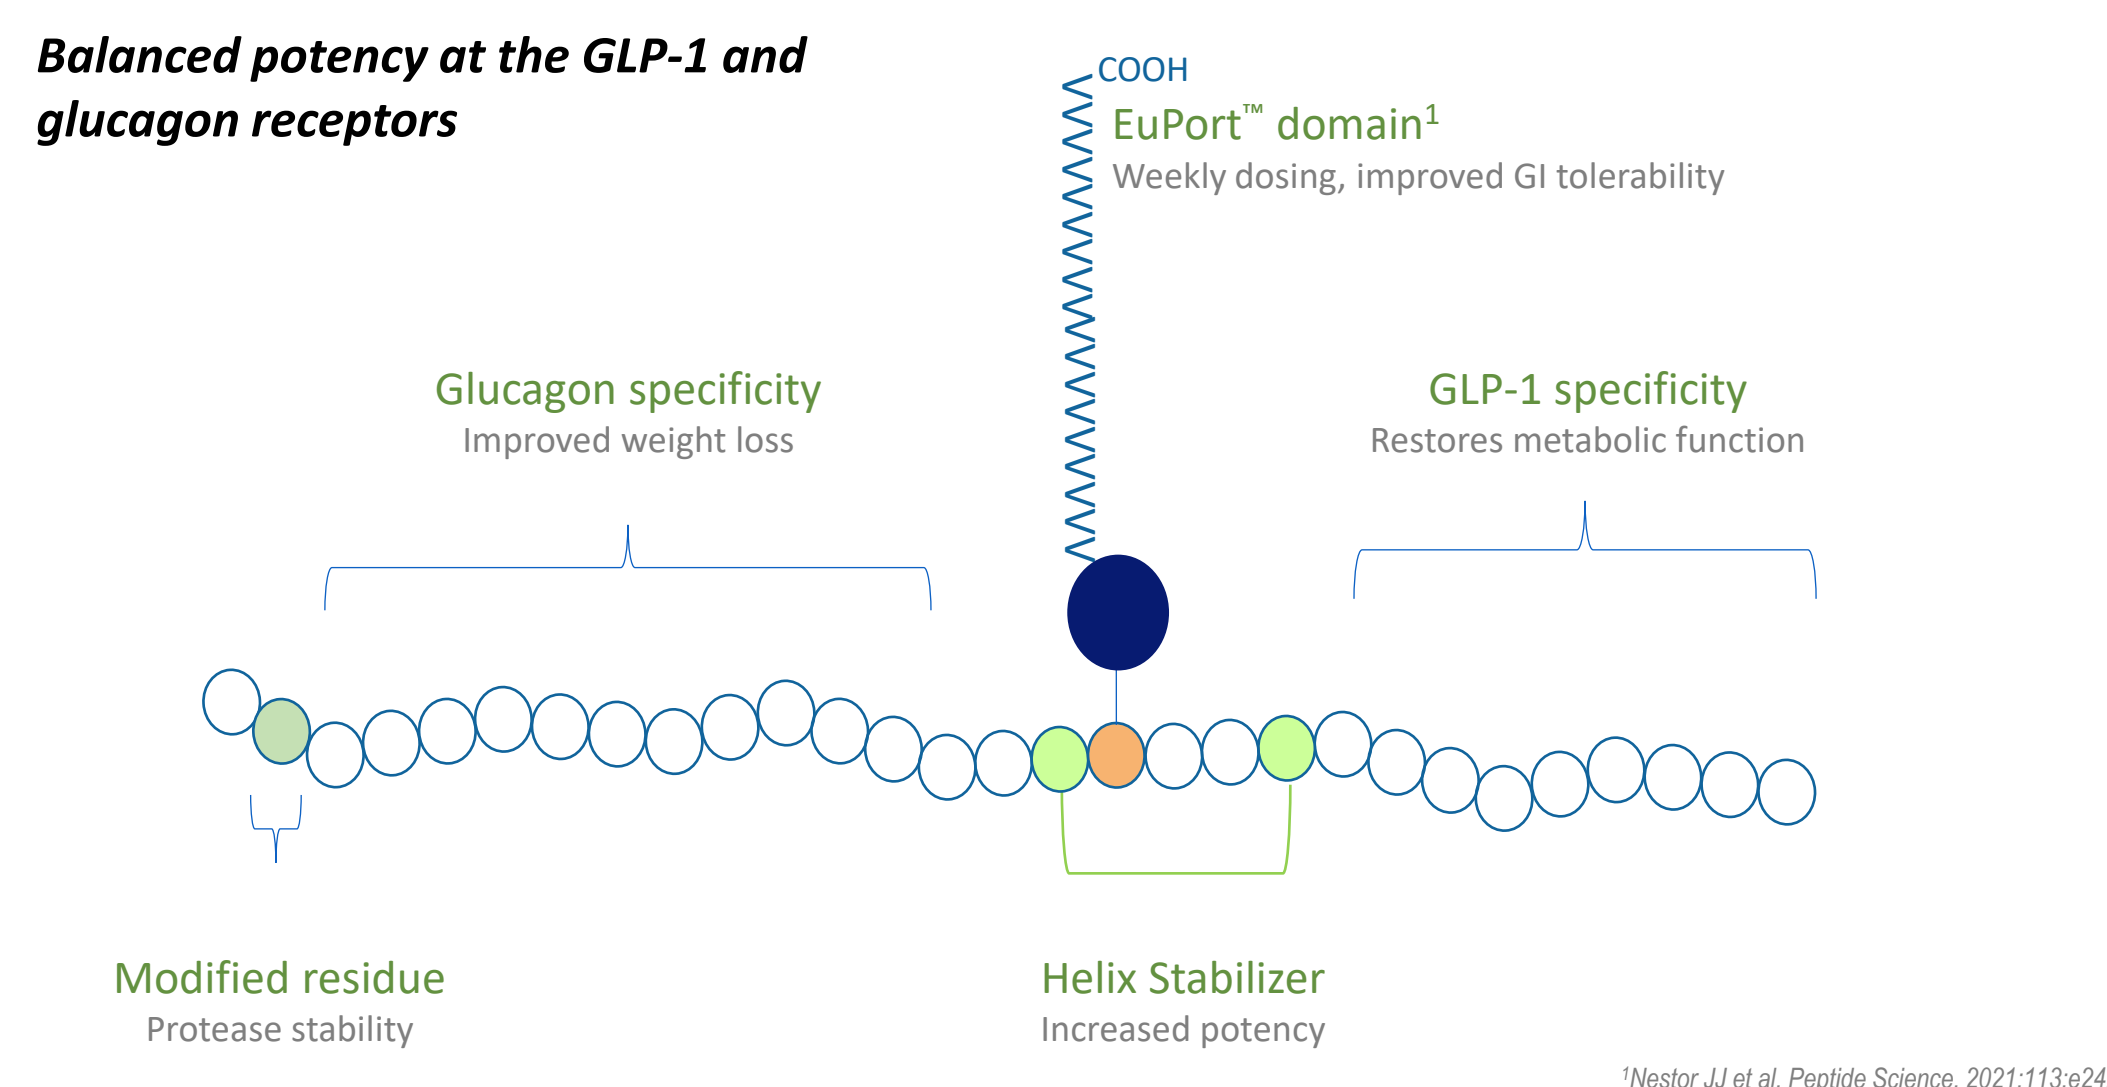 Balanced potency at the GLP-1 and
glucagon receptors
COOH
EuPort™ domain¹
Weekly dosing, improved GI tolerability
Glucagon specificity
Improved weight loss
GLP-1 specificity
Restores metabolic function
Modified residue
Protease stability
Helix Stabilizer
Increased potency
¹Nestor JJ et al. Peptide Science. 2021;113:e24